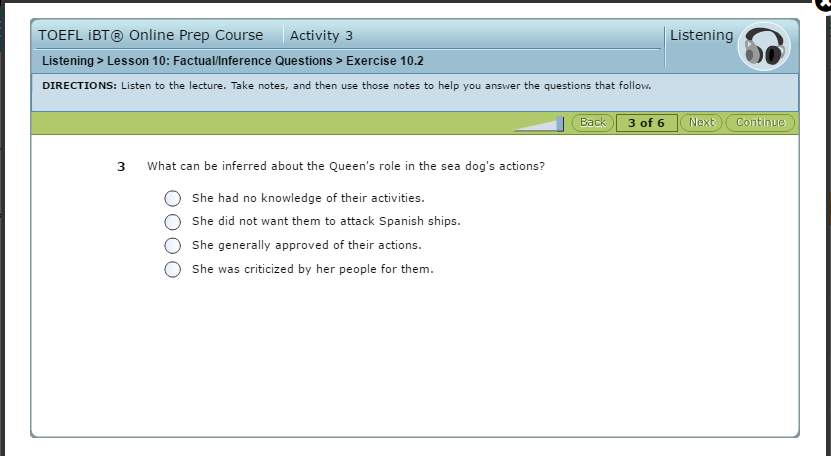 TOEFL iBT® Online Prep Course Activity 3 Listening
Listening > Lesson 10: Factual/Inference Questions > Exercise 10.2
DIRECTIONS: Listen to the lecture. Take notes, and then use those notes to help you answer the questions that follow.
Back 3 of 6 Next Continue
3 What can be inferred about the Queen's role in the sea dog's actions?
She had no knowledge of their activities.
She did not want them to attack Spanish ships.
She generally approved of their actions.
She was criticized by her people for them.